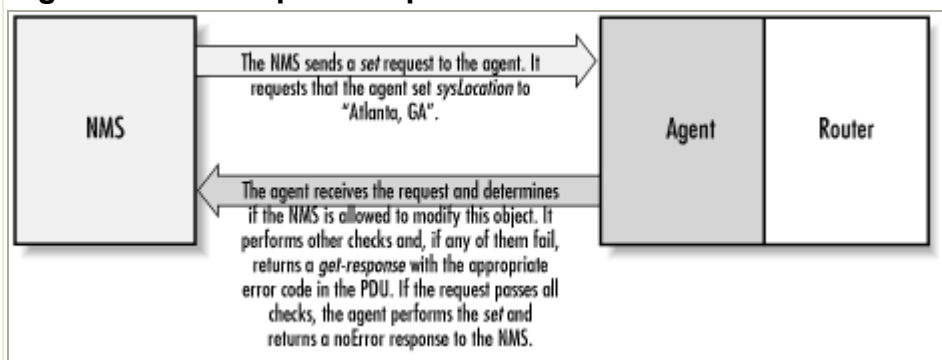 NMS
The NMS sends a set request to the agent. It
requests that the agent set sysLocation to
"Atlanta, GA".
The agent receives the request and determines
if the NMS is allowed to modify this object. It
performs other checks and, if any of them fail,
returns a get-response with the appropriate
error code in the PDU. If the request passes all
checks, the agent performs the set and
returns a noError response to the NMS.
Agent
Router